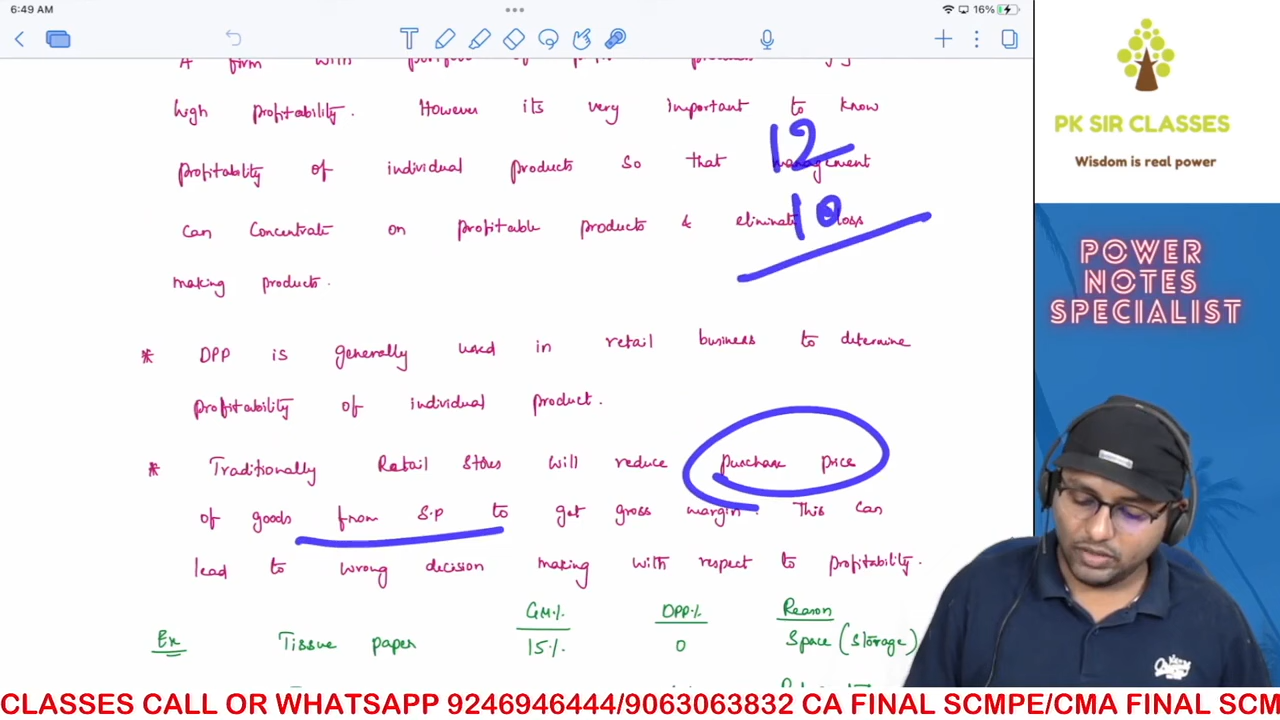 6:49 AM
16%
A firm with portfolio of
high profitability. However its very important to know
profitability of individual products so that management
can Concentrate on profitable products & eliminate loss
making products.
12
10
* DPP is generally used in retail business to determine
profitability of individual product.
* Traditionally Retail Stores will reduce purchase price
of goods from S.P to get gross margin. This can
lead to wrong decision making with respect to profitability.
GM% DPP% Reason
Ex Tissue paper 15% 0 Space (Storage)
PK SIR CLASSES
Wisdom is real power
POWER
NOTES
SPECIALIST
CLASSES CALL OR WHATSAPP 9246946444/9063063832 CA FINAL SCMPE/CMA FINAL SCM